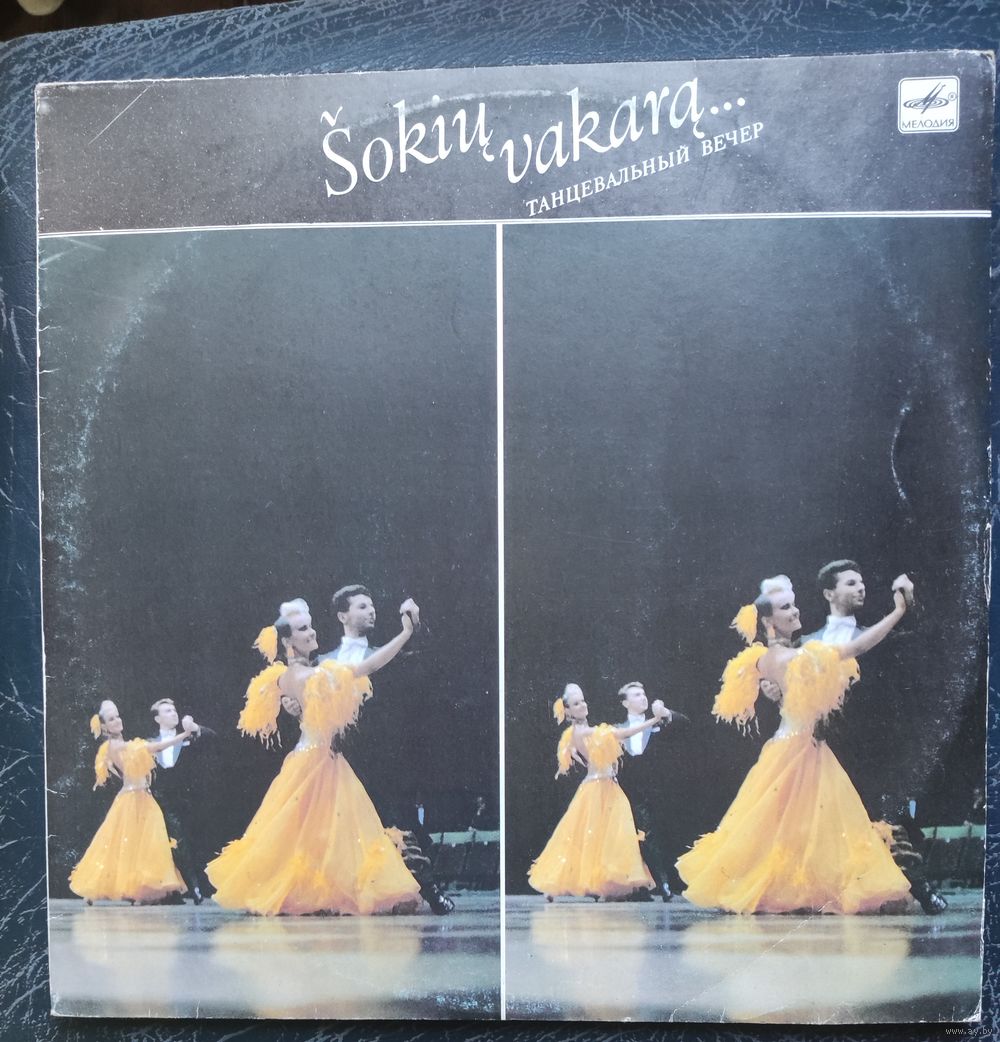 Šokių
vakarą...
ТАНЦЕВАЛЬНЫЙ ВЕЧЕР
МЕЛОДИЯ
www.ay.by